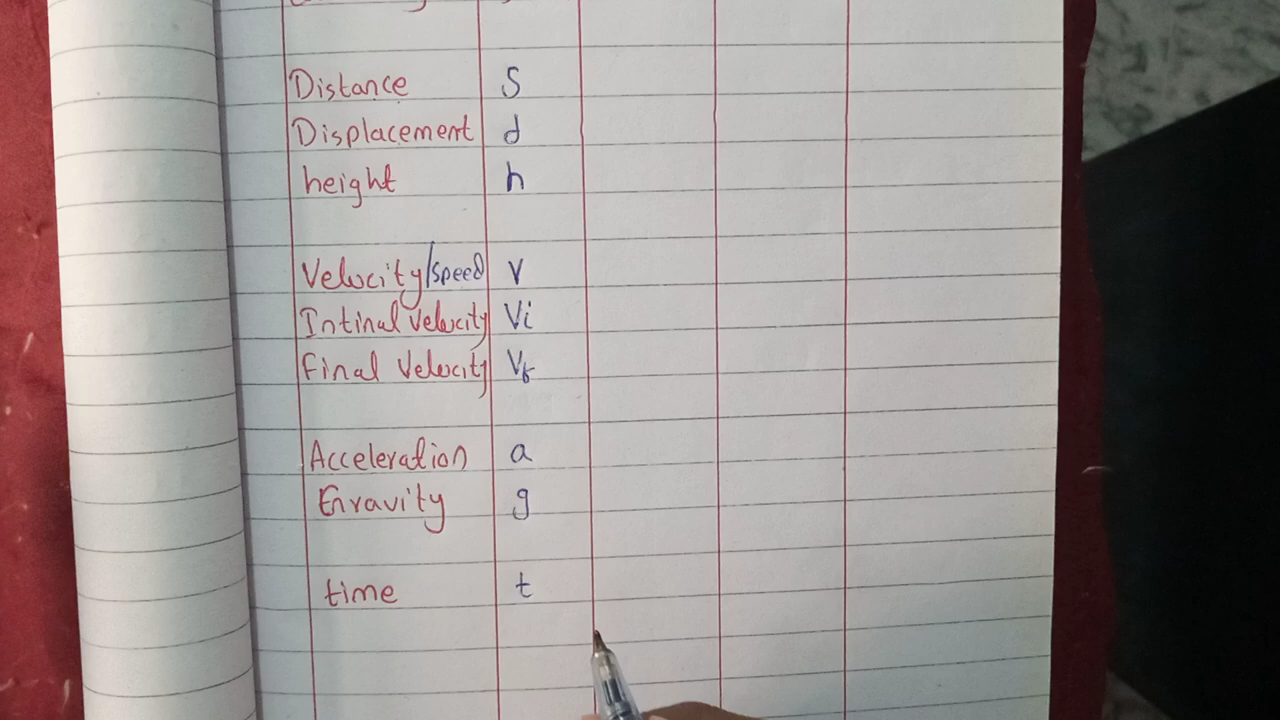 Distance S
Displacement d
height h
Velocity/speed V
Intinal Velocity Vi
Final Velocity Vf
Acceleration a
Gravity g
time t